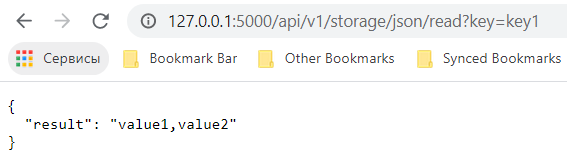 127.0.0.1:5000/api/v1/storage/json/read?key=key1
Сервисы Bookmark Bar Other Bookmarks Synced Bookmarks
{
  "result": "value1,value2"
}